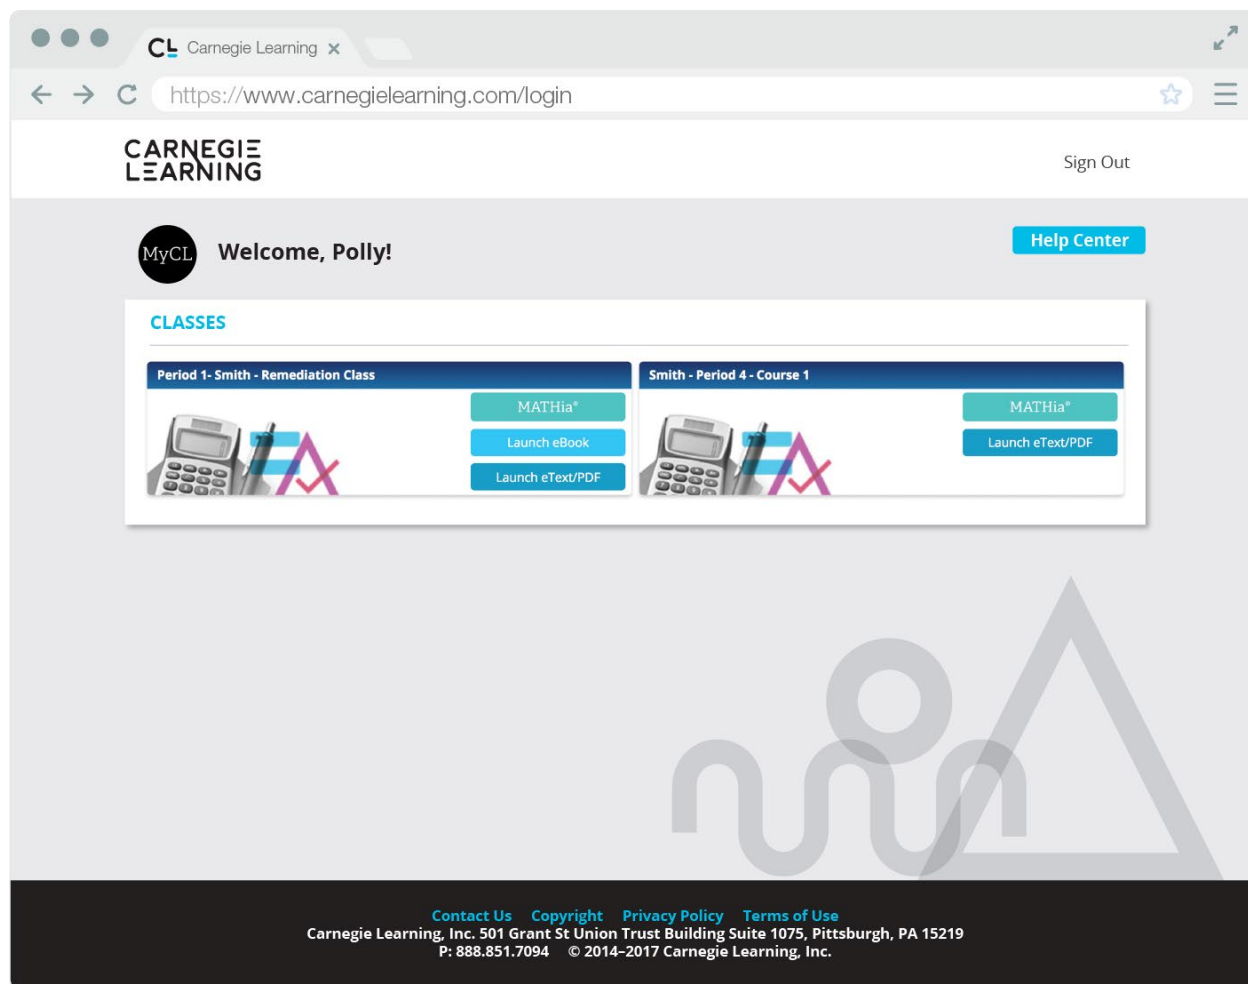 CL Carnegie Learning ×
https://www.carnegielearning.com/login
CARNEGIE
LEARNING
Sign Out
MyCL
Welcome, Polly!
Help Center
CLASSES
Period 1- Smith - Remediation Class
MATHia®
Launch eBook
Launch eText/PDF
Smith - Period 4 - Course 1
MATHia®
Launch eText/PDF
Contact Us Copyright Privacy Policy Terms of Use
Carnegie Learning, Inc. 501 Grant St Union Trust Building Suite 1075, Pittsburgh, PA 15219
P: 888.851.7094 © 2014–2017 Carnegie Learning, Inc.